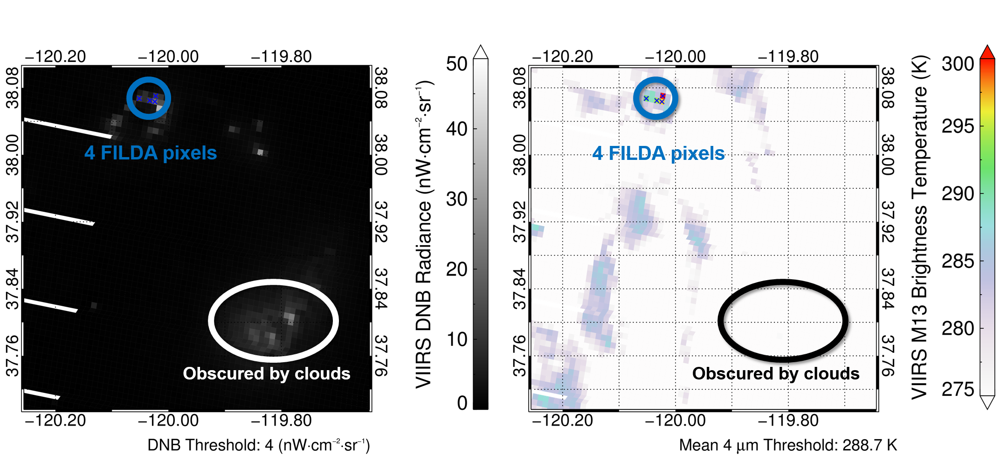 −120.20 −120.00 −119.80
38.08 38.00 37.92 37.84 37.76
4 FILDA pixels
Obscured by clouds
38.08 38.00 37.92 37.84 37.76
−120.20 −120.00 −119.80
DNB Threshold: 4 (nW·cm⁻²·sr⁻¹)
VIIRS DNB Radiance (nW·cm⁻²·sr⁻¹)
50
40
30
20
10
0
−120.20 −120.00 −119.80
38.08 38.00 37.92 37.84 37.76
4 FILDA pixels
Obscured by clouds
38.08 38.00 37.92 37.84 37.76
−120.20 −120.00 −119.80
Mean 4 μm Threshold: 288.7 K
VIIRS M13 Brightness Temperature (K)
300
295
290
285
280
275